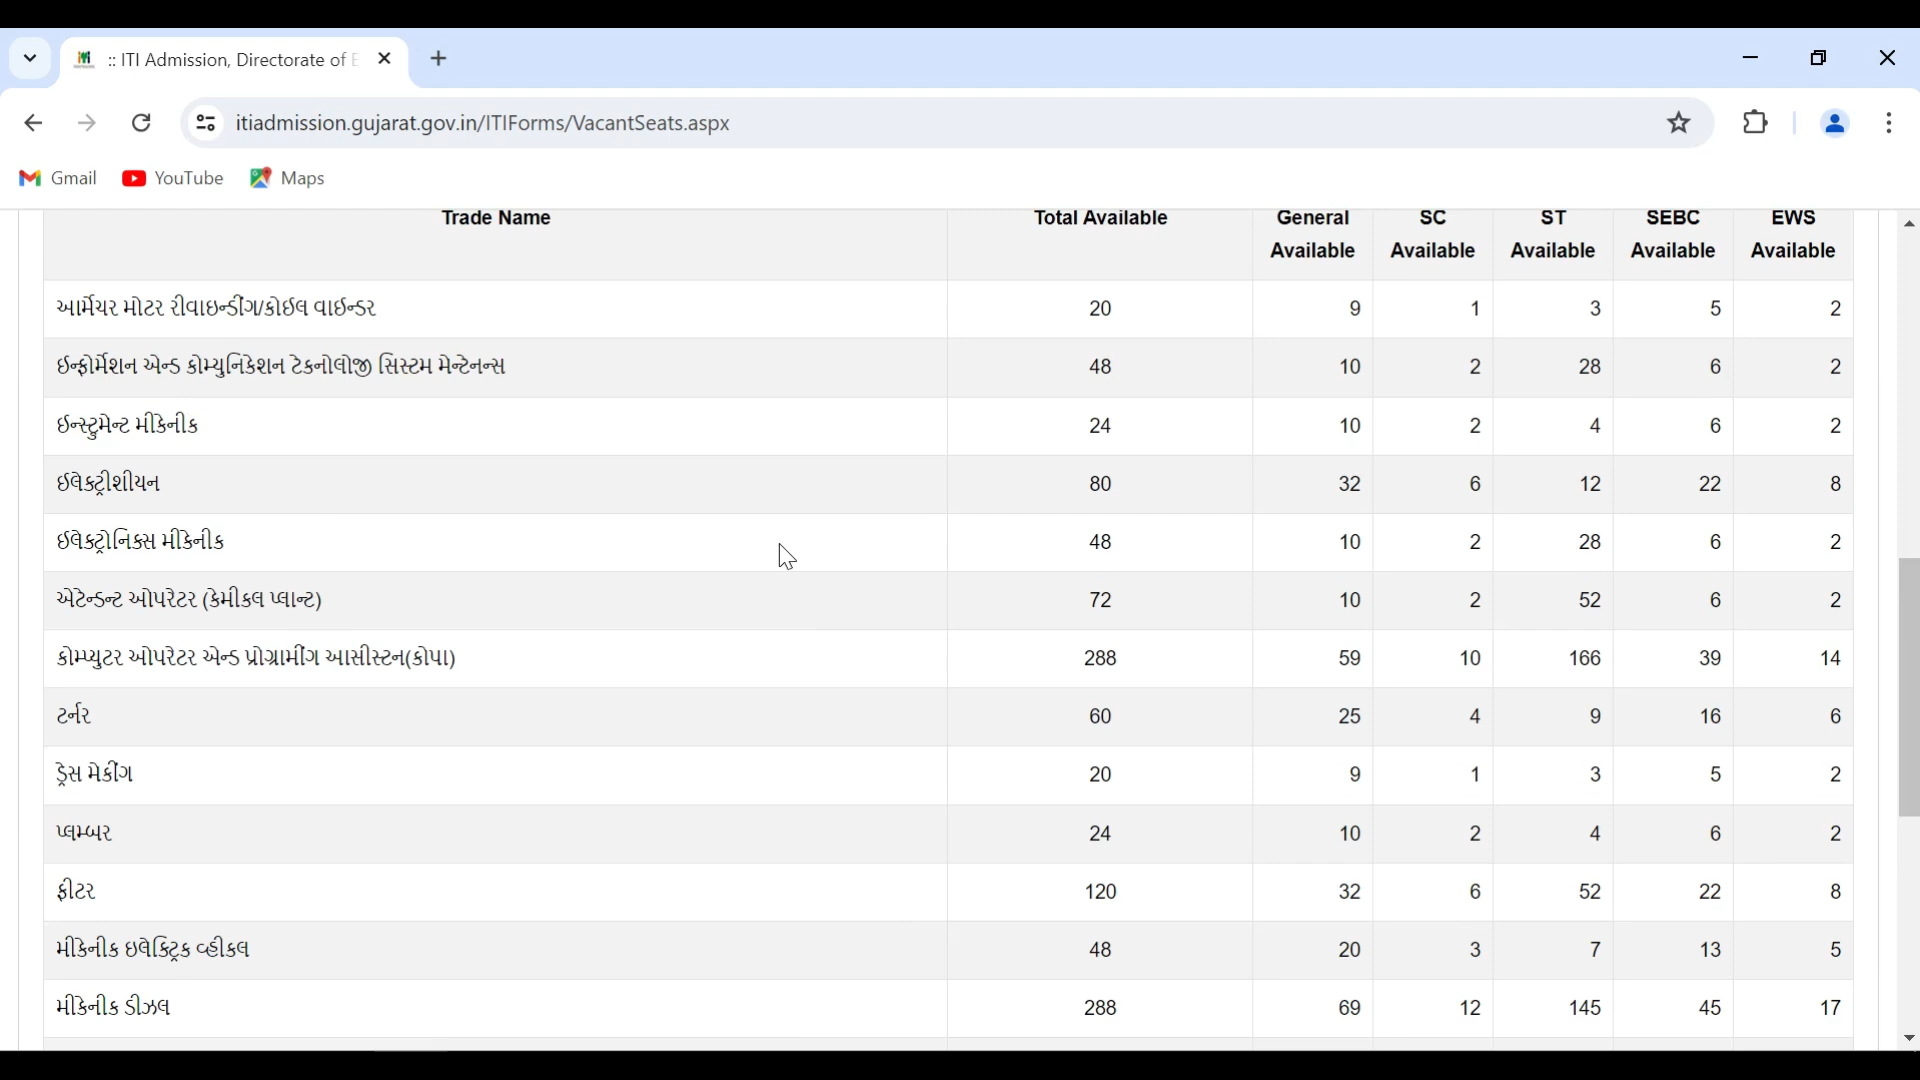 :: ITI Admission, Directorate of E
itiadmission.gujarat.gov.in/ITIForms/VacantSeats.aspx
Gmail YouTube Maps
Trade Name Total Available General Available SC Available ST Available SEBC Available EWS Available
આર્મેચર મોટર રીવાઇન્ડીંગ/કોઈલ વાઈન્ડર 20 9 1 3 5 2
ઇન્ફોર્મેશન એન્ડ કોમ્યુનિકેશન ટેકનોલોજી સિસ્ટમ મેન્ટેનન્સ 48 10 2 28 6 2
ઈન્સ્ટ્રુમેન્ટ મીકેનીક 24 10 2 4 6 2
ઈલેક્ટ્રીશીયન 80 32 6 12 22 8
ઈલેક્ટ્રોનિક્સ મીકેનીક 48 10 2 28 6 2
એટેન્ડન્ટ ઓપરેટર (કેમીકલ પ્લાન્ટ) 72 10 2 52 6 2
કોમ્પ્યુટર ઓપરેટર એન્ડ પ્રોગ્રામીંગ આસીસ્ટન(કોપા) 288 59 10 166 39 14
ટર્નર 60 25 4 9 16 6
ડ્રેસ મેકીંગ 20 9 1 3 5 2
પ્લમ્બર 24 10 2 4 6 2
ફીટર 120 32 6 52 22 8
મીકેનીક ઇલેક્ટ્રિક વ્હીકલ 48 20 3 7 13 5
મીકેનીક ડીઝલ 288 69 12 145 45 17